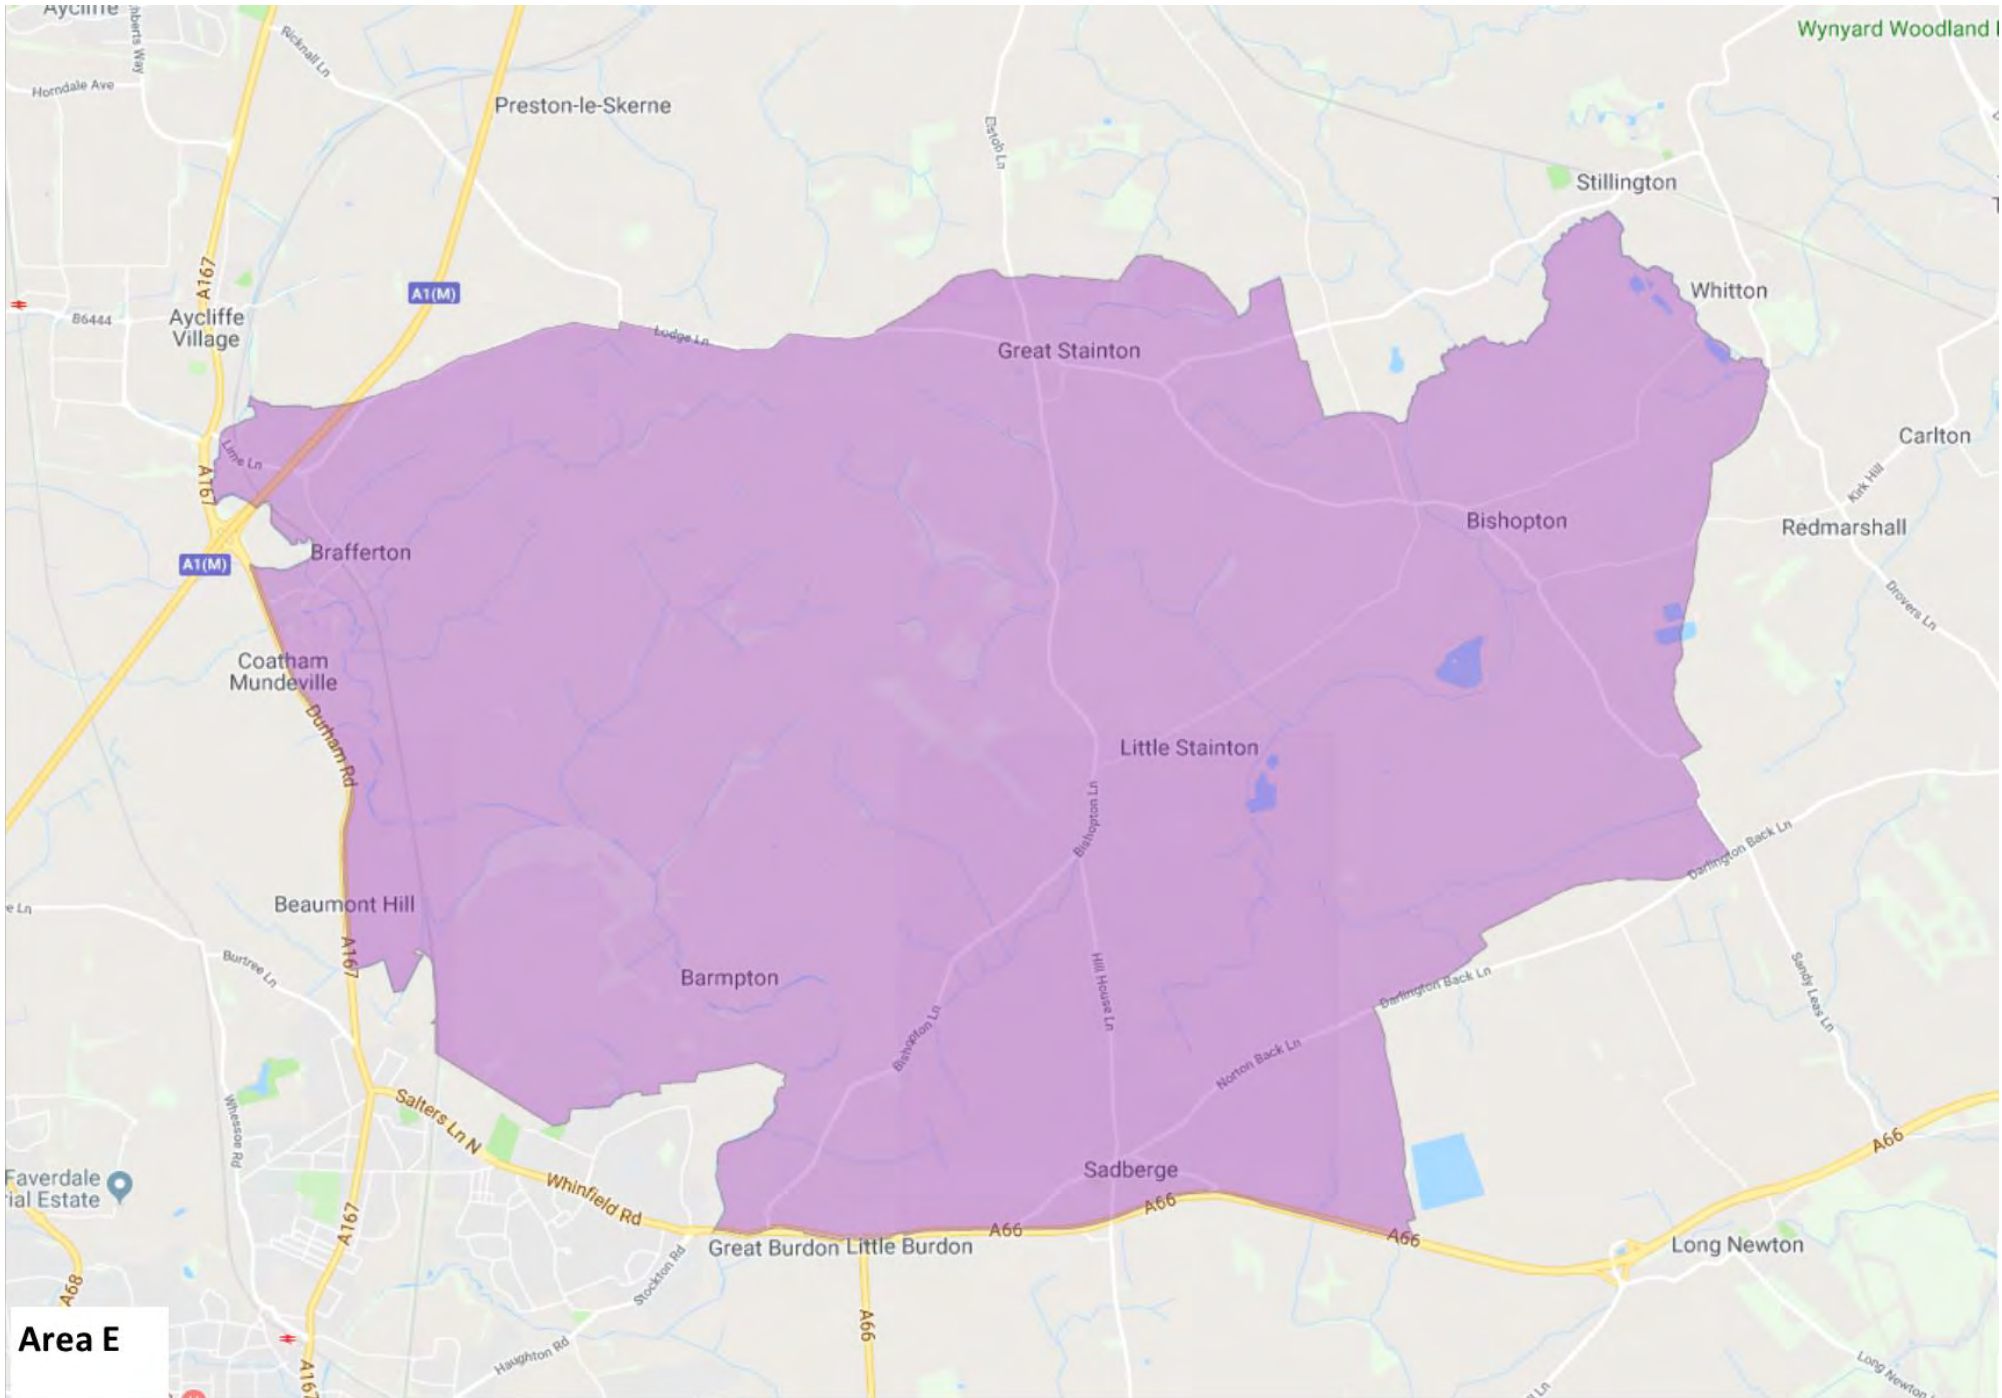 Aycliffe
Ricknall Ln
Wynyard Woodland
Horndale Ave
Preston-le-Skerne
Elstob Ln
Stillington
A167
A1(M)
Whitton
B6444
Aycliffe
Village
Lodge Ln
Great Stainton
Carlton
Lime Ln
A167
Kirk Hill
Bishopton
Redmarshall
Brafferton
A1(M)
Drovers Ln
Coatham
Mundeville
Durham Rd
Little Stainton
Bishopton Ln
Darlington Back Ln
Beaumont Hill
A167
Burtree Ln
Barmpton
Hill House Ln
Darlington Back Ln
Sandy Leas Ln
Bishopton Ln
Norton Back Ln
Salters Ln N
Whessoe Rd
A66
Faverdale
ial Estate
Sadberge
Whinfield Rd
A167
A66
A66
A66
Great Burdon
Little Burdon
Long Newton
Stockton Rd
A68
Area E
A66
Haughton Rd
A167
Long Newton
Ln